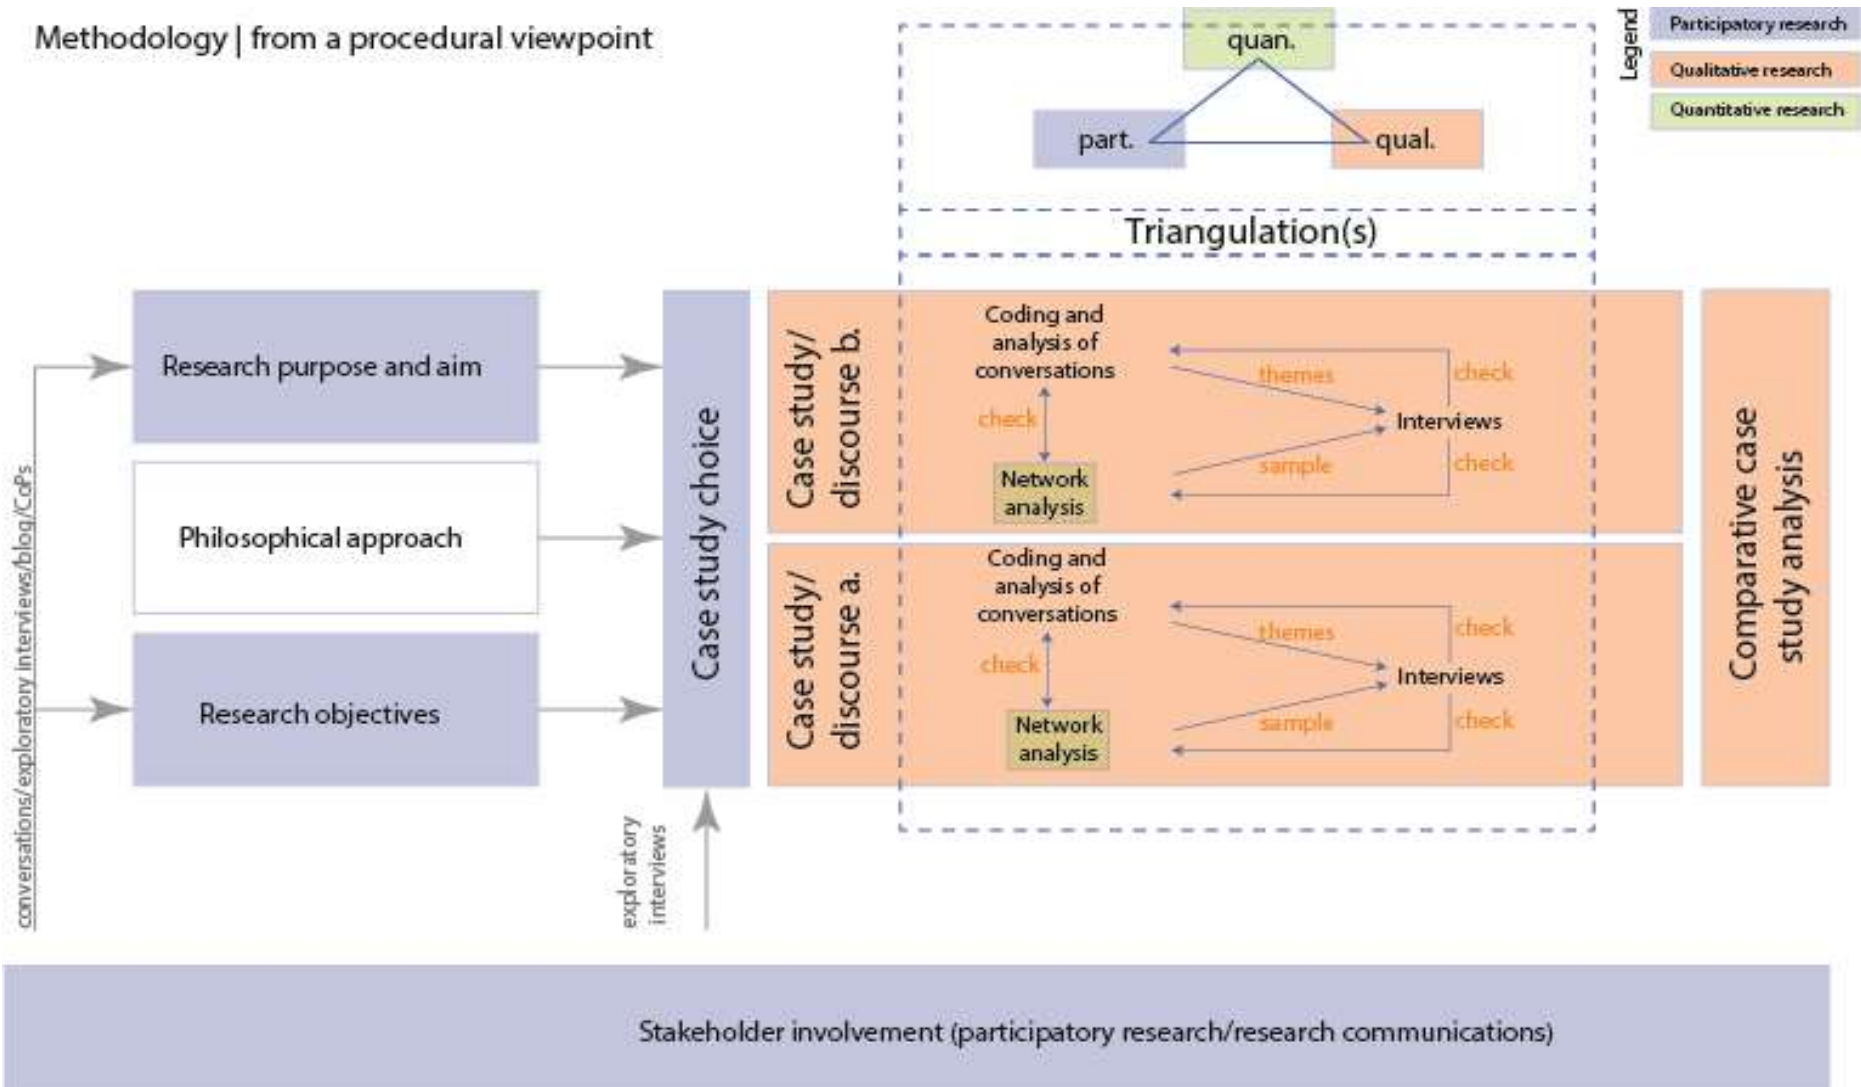 Methodology | from a procedural viewpoint
quan.
part.
qual.
Legend
Participatory research
Qualitative research
Quantitative research
Triangulation(s)
conversations/exploratory interviews/blog/CoPs
Research purpose and aim
Philosophical approach
Research objectives
exploratory
interviews
Case study choice
Case study/
discourse b.
Coding and
analysis of
conversations
check
Network
analysis
themes
sample
check
Interviews
check
Case study/
discourse a.
Coding and
analysis of
conversations
check
Network
analysis
themes
sample
check
Interviews
check
Comparative case
study analysis
Stakeholder involvement (participatory research/research communications)